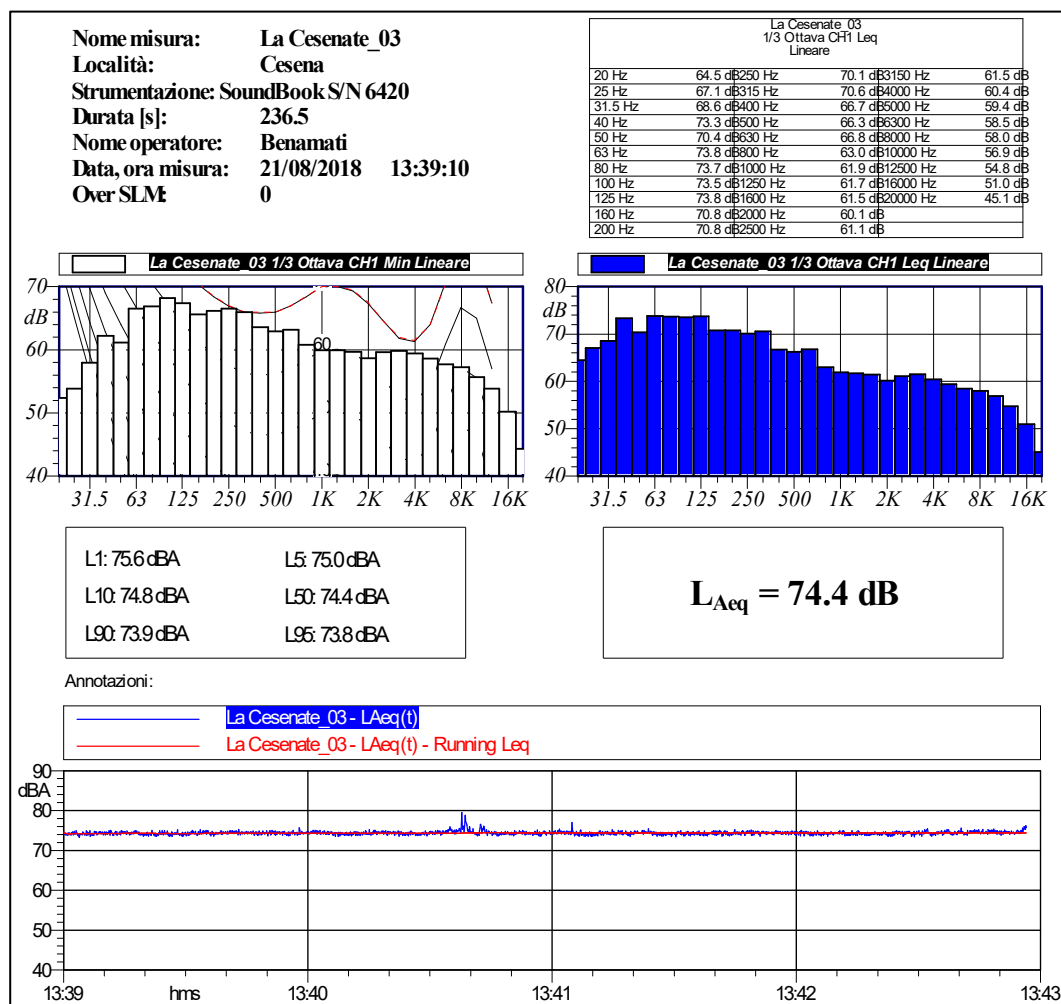 Nome misura: La Cesenate_03
Località: Cesena
Strumentazione: SoundBook S/N 6420
Durata [s]: 236.5
Nome operatore: Benamati
Data, ora misura: 21/08/2018 13:39:10
Over SLM: 0
La Cesenate_03
1/3 Ottava CH1 Leq
Lineare
20 Hz 64.5 dB 250 Hz 70.1 dB 3150 Hz 61.5 dB
25 Hz 67.1 dB 315 Hz 70.6 dB 4000 Hz 60.4 dB
31.5 Hz 68.6 dB 400 Hz 66.7 dB 5000 Hz 59.4 dB
40 Hz 73.3 dB 500 Hz 66.3 dB 6300 Hz 58.5 dB
50 Hz 70.4 dB 630 Hz 66.8 dB 8000 Hz 58.0 dB
63 Hz 73.8 dB 800 Hz 63.0 dB 10000 Hz 56.9 dB
80 Hz 73.7 dB 1000 Hz 61.9 dB 12500 Hz 54.8 dB
100 Hz 73.5 dB 1250 Hz 61.7 dB 16000 Hz 51.0 dB
125 Hz 73.8 dB 1600 Hz 61.5 dB 20000 Hz 45.1 dB
160 Hz 70.8 dB 2000 Hz 60.1 dB
200 Hz 70.8 dB 2500 Hz 61.1 dB
La Cesenate_03 1/3 Ottava CH1 Min Lineare
70
dB
60
60
50
40
31.5 63 125 250 500 1K 2K 4K 8K 16K
La Cesenate_03 1/3 Ottava CH1 Leq Lineare
80
dB
70
60
50
40
31.5 63 125 250 500 1K 2K 4K 8K 16K
L1: 75.6 dBA L5: 75.0 dBA
L10: 74.8 dBA L50: 74.4 dBA
L90: 73.9 dBA L95: 73.8 dBA
LAeq = 74.4 dB
Annotazioni:
La Cesenate_03 - LAeq(t)
La Cesenate_03 - LAeq(t) - Running Leq
90
dBA
80
70
60
50
40
13:39 hms 13:40 13:41 13:42 13:43